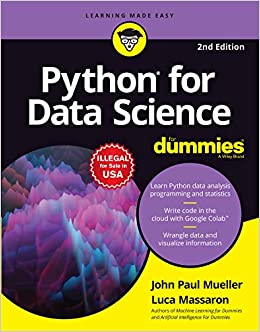 LEARNING MADE EASY
2nd Edition
Python® for
Data Science
for
dummies®
A Wiley Brand
ILLEGAL
for Sale in
USA
Learn Python data analysis
programming and statistics
Write code in the
cloud with Google Colab™
Wrangle data and
visualize information
John Paul Mueller
Luca Massaron
Authors of Machine Learning For Dummies
and Artificial Intelligence For Dummies